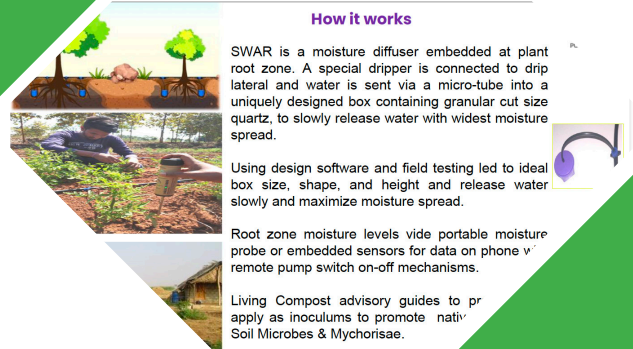 How it works
SWAR is a moisture diffuser embedded at plant
root zone. A special dripper is connected to drip
lateral and water is sent via a micro-tube into a
uniquely designed box containing granular cut size
quartz, to slowly release water with widest moisture
spread.
Using design software and field testing led to ideal
box size, shape, and height and release water
slowly and maximize moisture spread.
Root zone moisture levels vide portable moisture
probe or embedded sensors for data on phone
remote pump switch on-off mechanisms.
Living Compost advisory guides to
apply as inoculums to promote
Soil Microbes & Mychorisae.